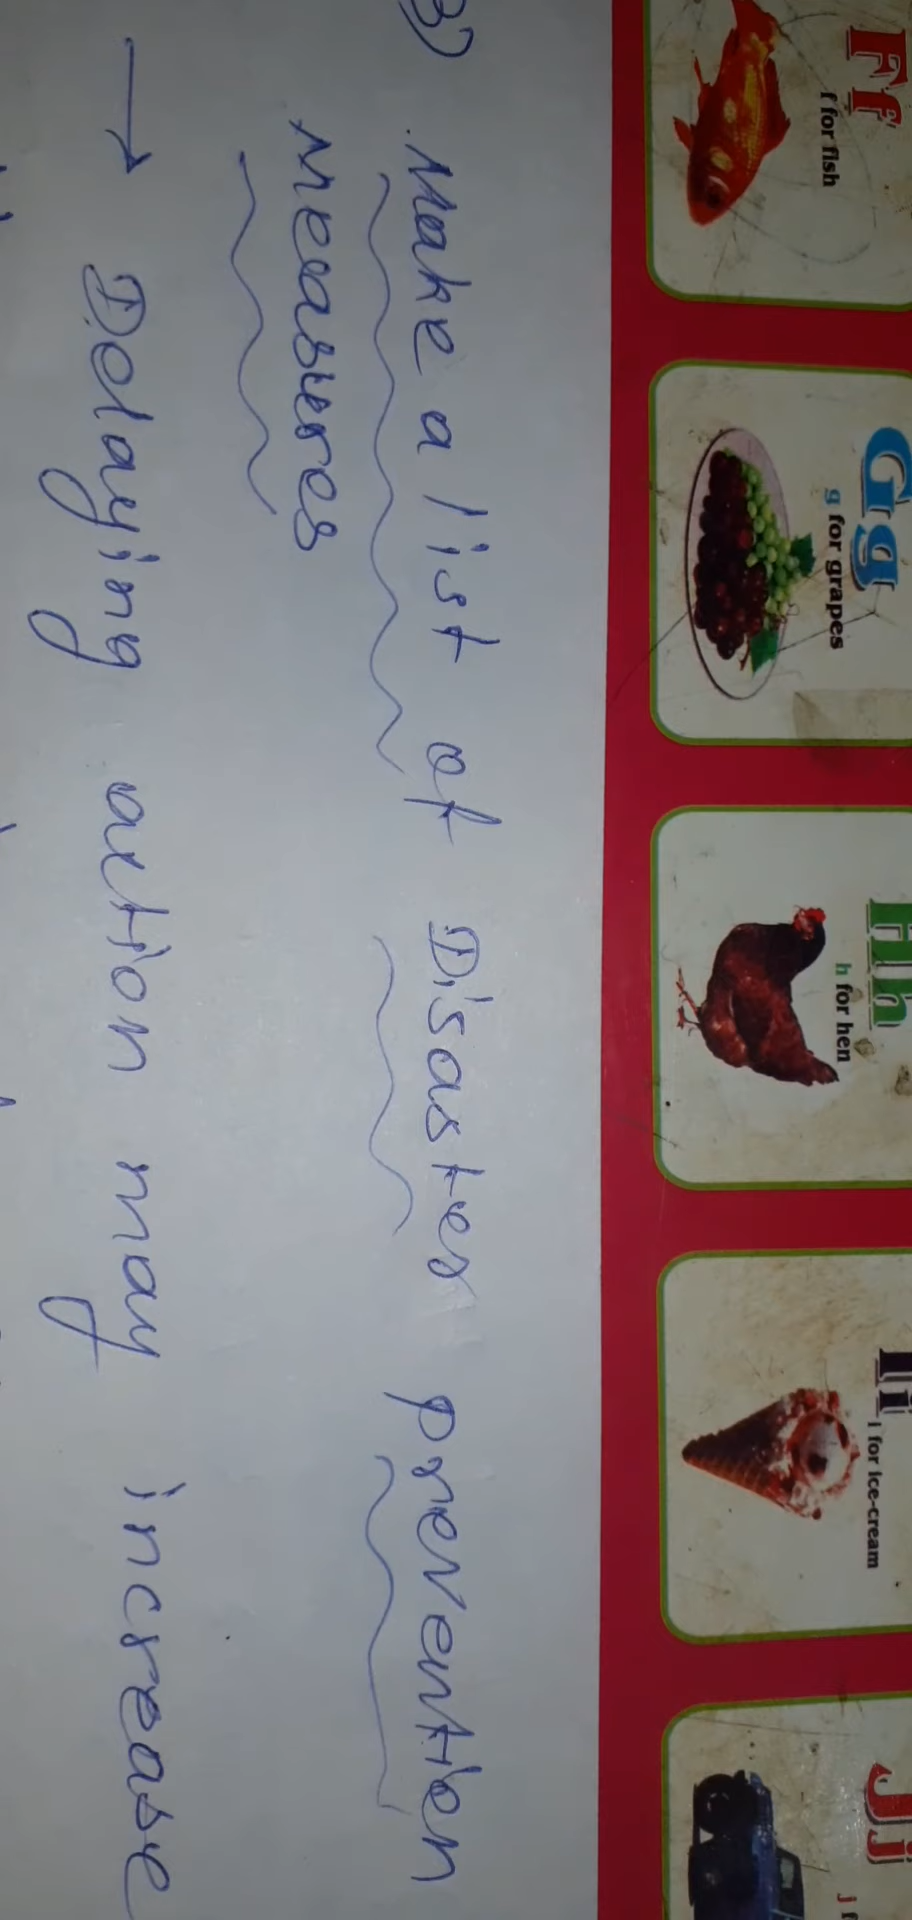 Ff
f for fish
Gg
g for grapes
Hh
h for hen
Ii
i for ice-cream
Jj
3) Make a list of Disaster prevention
measures
→ Delaying action may increase